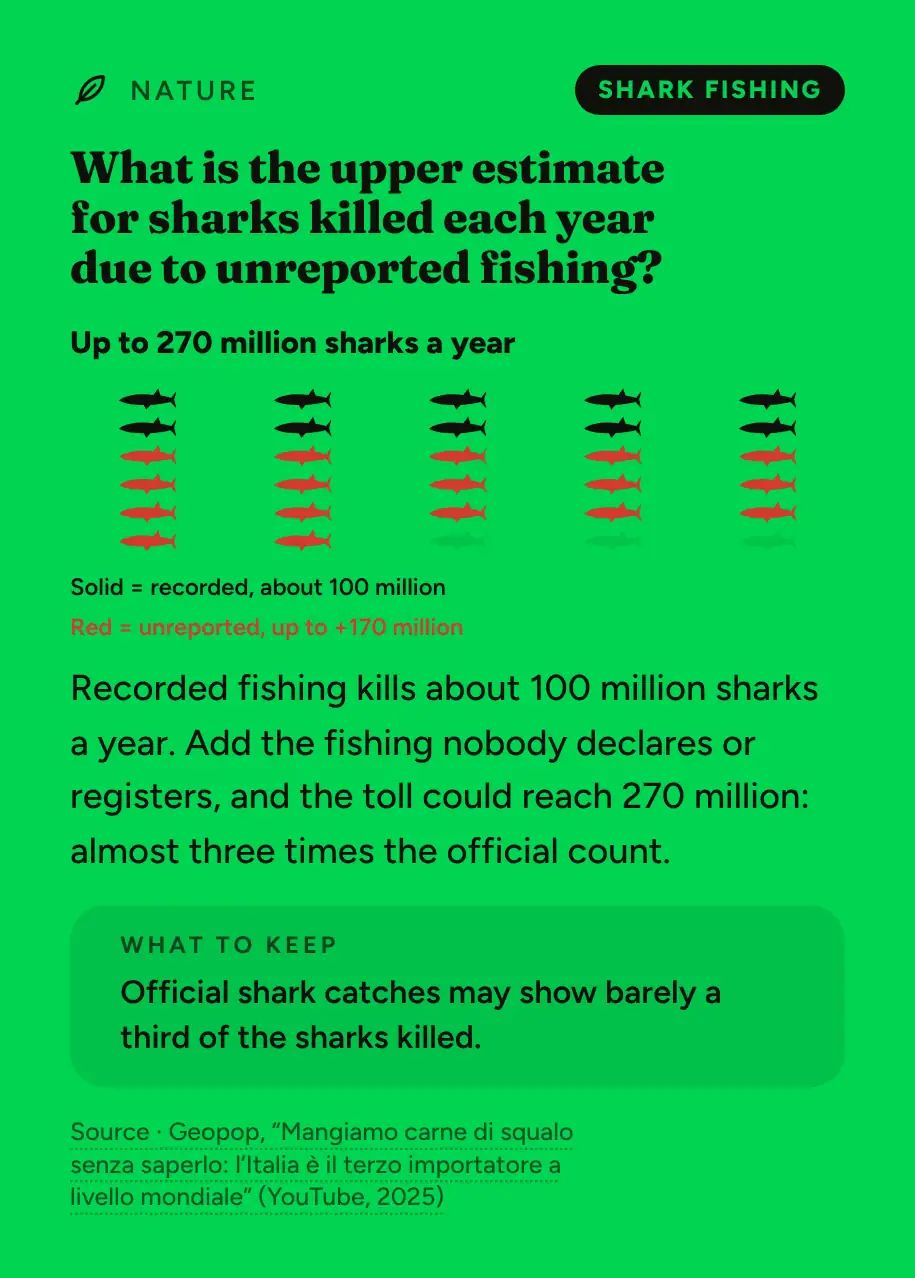 NATURE
SHARK FISHING
What is the upper estimate
for sharks killed each year
due to unreported fishing?
Up to 270 million sharks a year
Solid = recorded, about 100 million
Red = unreported, up to +170 million
Recorded fishing kills about 100 million sharks
a year. Add the fishing nobody declares or
registers, and the toll could reach 270 million:
almost three times the official count.
WHAT TO KEEP
Official shark catches may show barely a
third of the sharks killed.
Source · Geopop, “Mangiamo carne di squalo
senza saperlo: l’Italia è il terzo importatore a
livello mondiale” (YouTube, 2025)